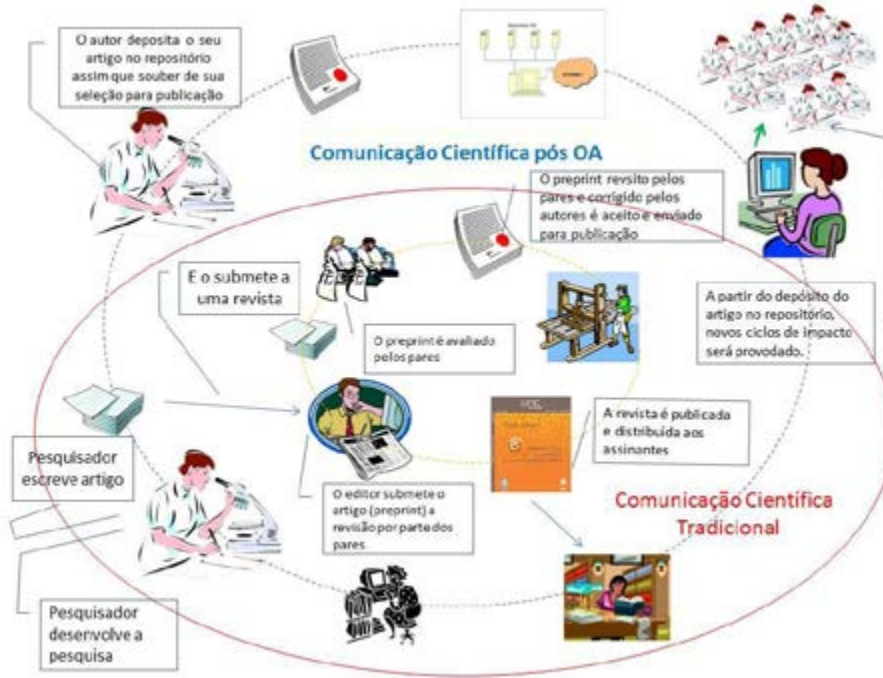 O autor deposita o seu
artigo no repositório
assim que souber de sua
seleção para publicação
Comunicação Científica pós OA
O preprint revsito pelos
pares e corrigido pelos
autores é aceito e enviado
para publicação
E o submete a
uma revista
O preprint é avaliado
pelos pares
A partir do depósito do
artigo no repositório,
novos ciclos de impacto
será provodado.
A revista é publicada
e distribuída aos
assinantes
Pesquisador
escreve artigo
O editor submete o
artigo (preprint) a
revisão por parte dos
pares
Comunicação Científica
Tradicional
Pesquisador
desenvolve a
pesquisa